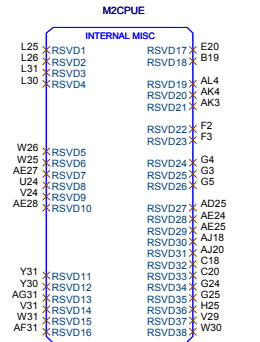 M2CPUE
INTERNAL MISC
L25 RSVD1 RSVD17 E20
L26 RSVD2 RSVD18 B19
L31 RSVD3
L30 RSVD4 RSVD19 AL4
RSVD20 AK4
RSVD21 AK3
RSVD22 F2
RSVD23 F3
W26 RSVD5
W25 RSVD6 RSVD24 G4
AE27 RSVD7 RSVD25 G3
U24 RSVD8 RSVD26 G5
V24 RSVD9
AE28 RSVD10 RSVD27 AD25
RSVD28 AE24
RSVD29 AE25
RSVD30 AJ18
RSVD31 AJ20
RSVD32 C18
Y31 RSVD11 RSVD33 C20
Y30 RSVD12 RSVD34 G24
AG31 RSVD13 RSVD35 G25
V31 RSVD14 RSVD36 H25
W31 RSVD15 RSVD37 V29
AF31 RSVD16 RSVD38 W30